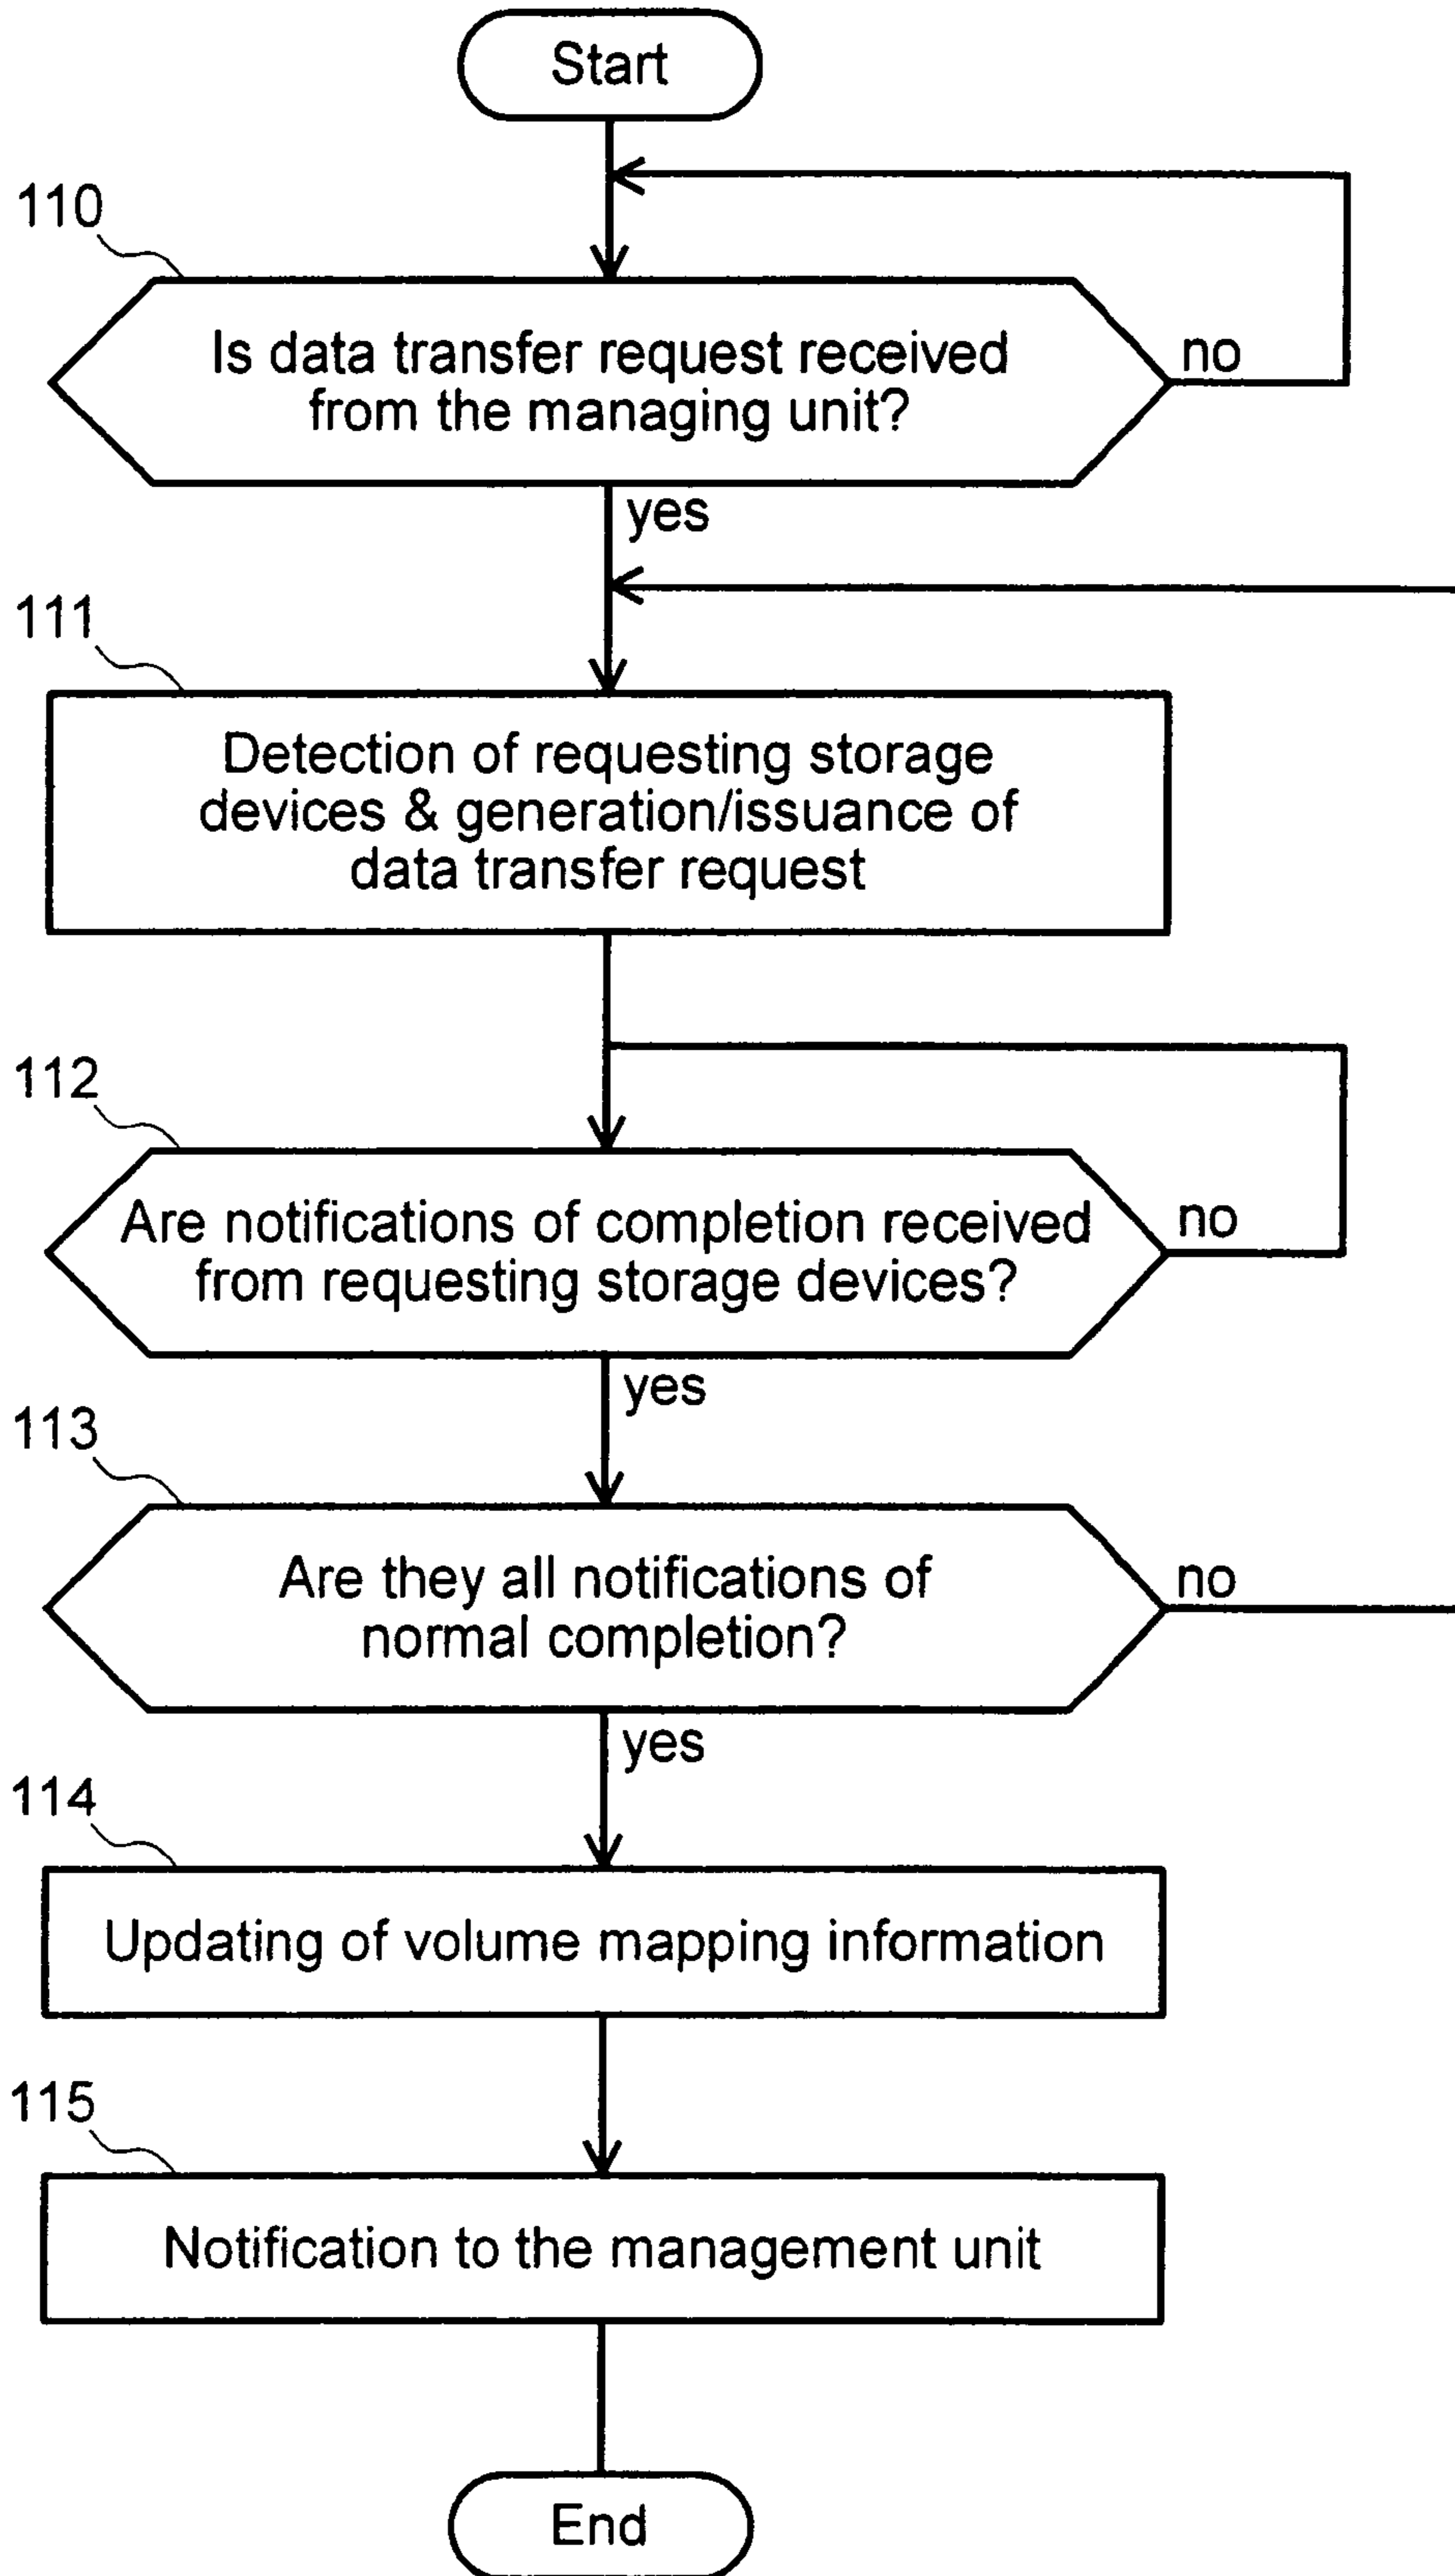 Start
110
Is data transfer request received
from the managing unit?
no
yes
111
Detection of requesting storage
devices & generation/issuance of
data transfer request
112
Are notifications of completion received
from requesting storage devices?
no
yes
113
Are they all notifications of
normal completion?
no
yes
114
Updating of volume mapping information
115
Notification to the management unit
End